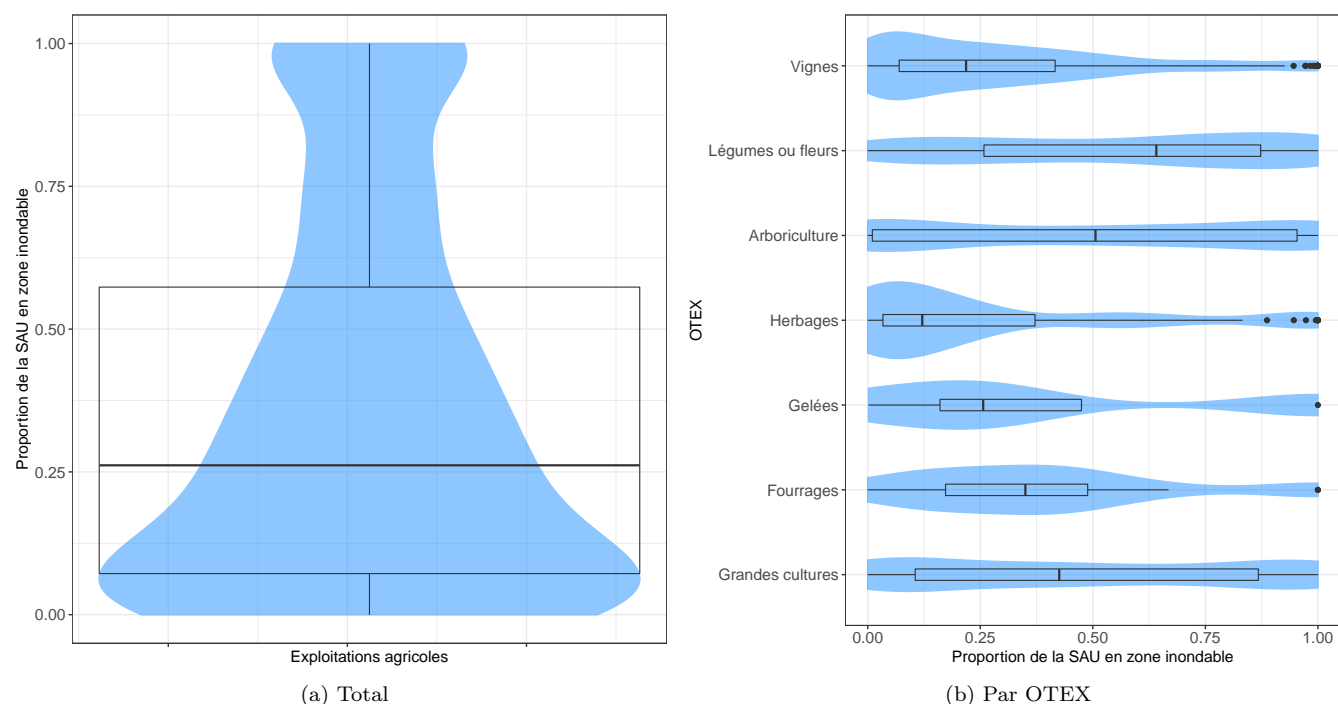 1.00
0.75
0.50
0.25
0.00
Proportion de la SAU en zone inondable
Exploitations agricoles
(a) Total
Vignes
Légumes ou fleurs
Arboriculture
Herbages
Gelées
Fourrages
Grandes cultures
OTEX
0.00 0.25 0.50 0.75 1.00
Proportion de la SAU en zone inondable
(b) Par OTEX